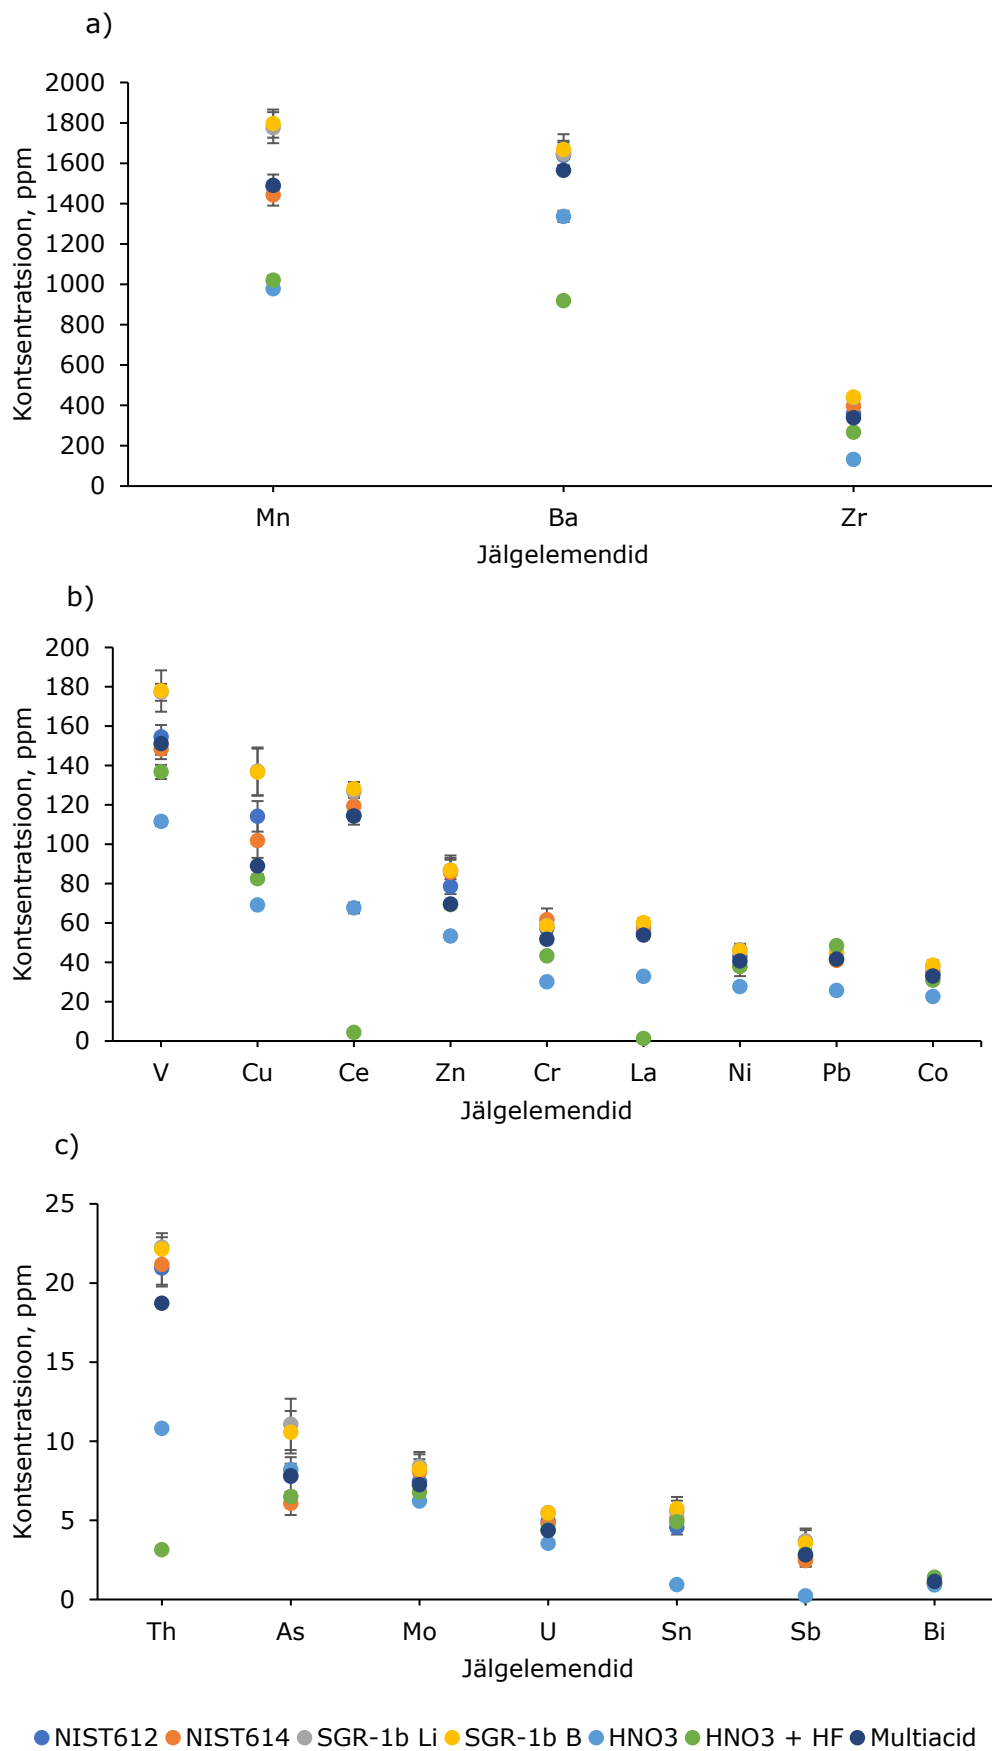 a)
Kontsentratsioon, ppm
2000
1800
1600
1400
1200
1000
800
600
400
200
0
Mn Ba Zr
Jälgelemendid
b)
Kontsentratsioon, ppm
200
180
160
140
120
100
80
60
40
20
0
V Cu Ce Zn Cr La Ni Pb Co
Jälgelemendid
c)
Kontsentratsioon, ppm
25
20
15
10
5
0
Th As Mo U Sn Sb Bi
Jälgelemendid
NIST612 NIST614 SGR-1b Li SGR-1b B HNO3 HNO3 + HF Multiacid